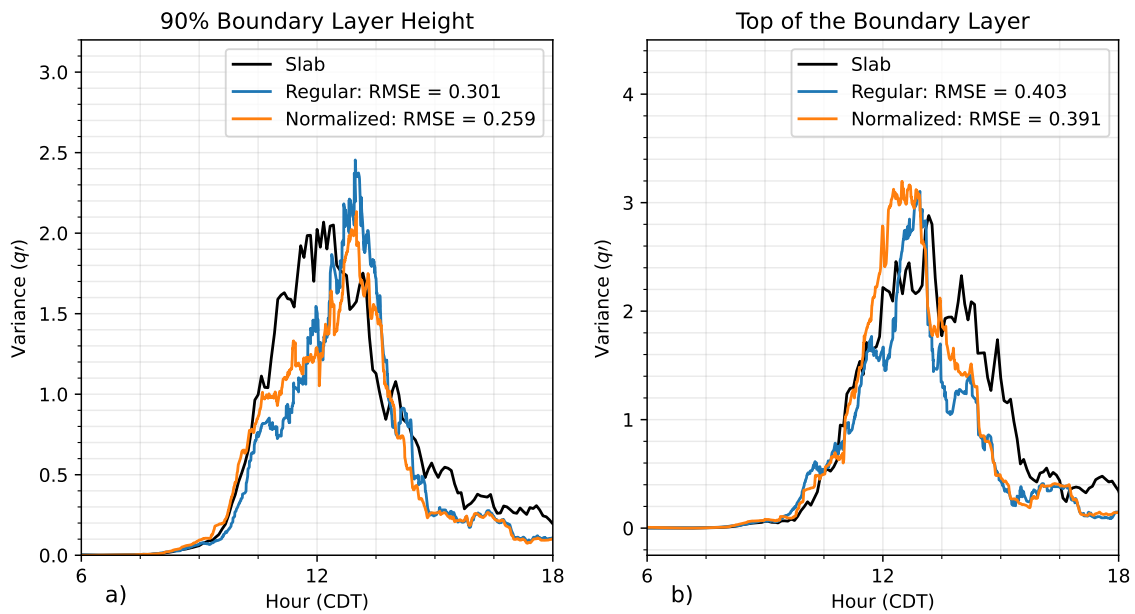 90% Boundary Layer Height
Slab
Regular: RMSE = 0.301
Normalized: RMSE = 0.259
Variance (q′)
3.0
2.5
2.0
1.5
1.0
0.5
0.0
6
12
18
a)
Hour (CDT)
Top of the Boundary Layer
Slab
Regular: RMSE = 0.403
Normalized: RMSE = 0.391
Variance (q′)
4
3
2
1
0
6
12
18
b)
Hour (CDT)